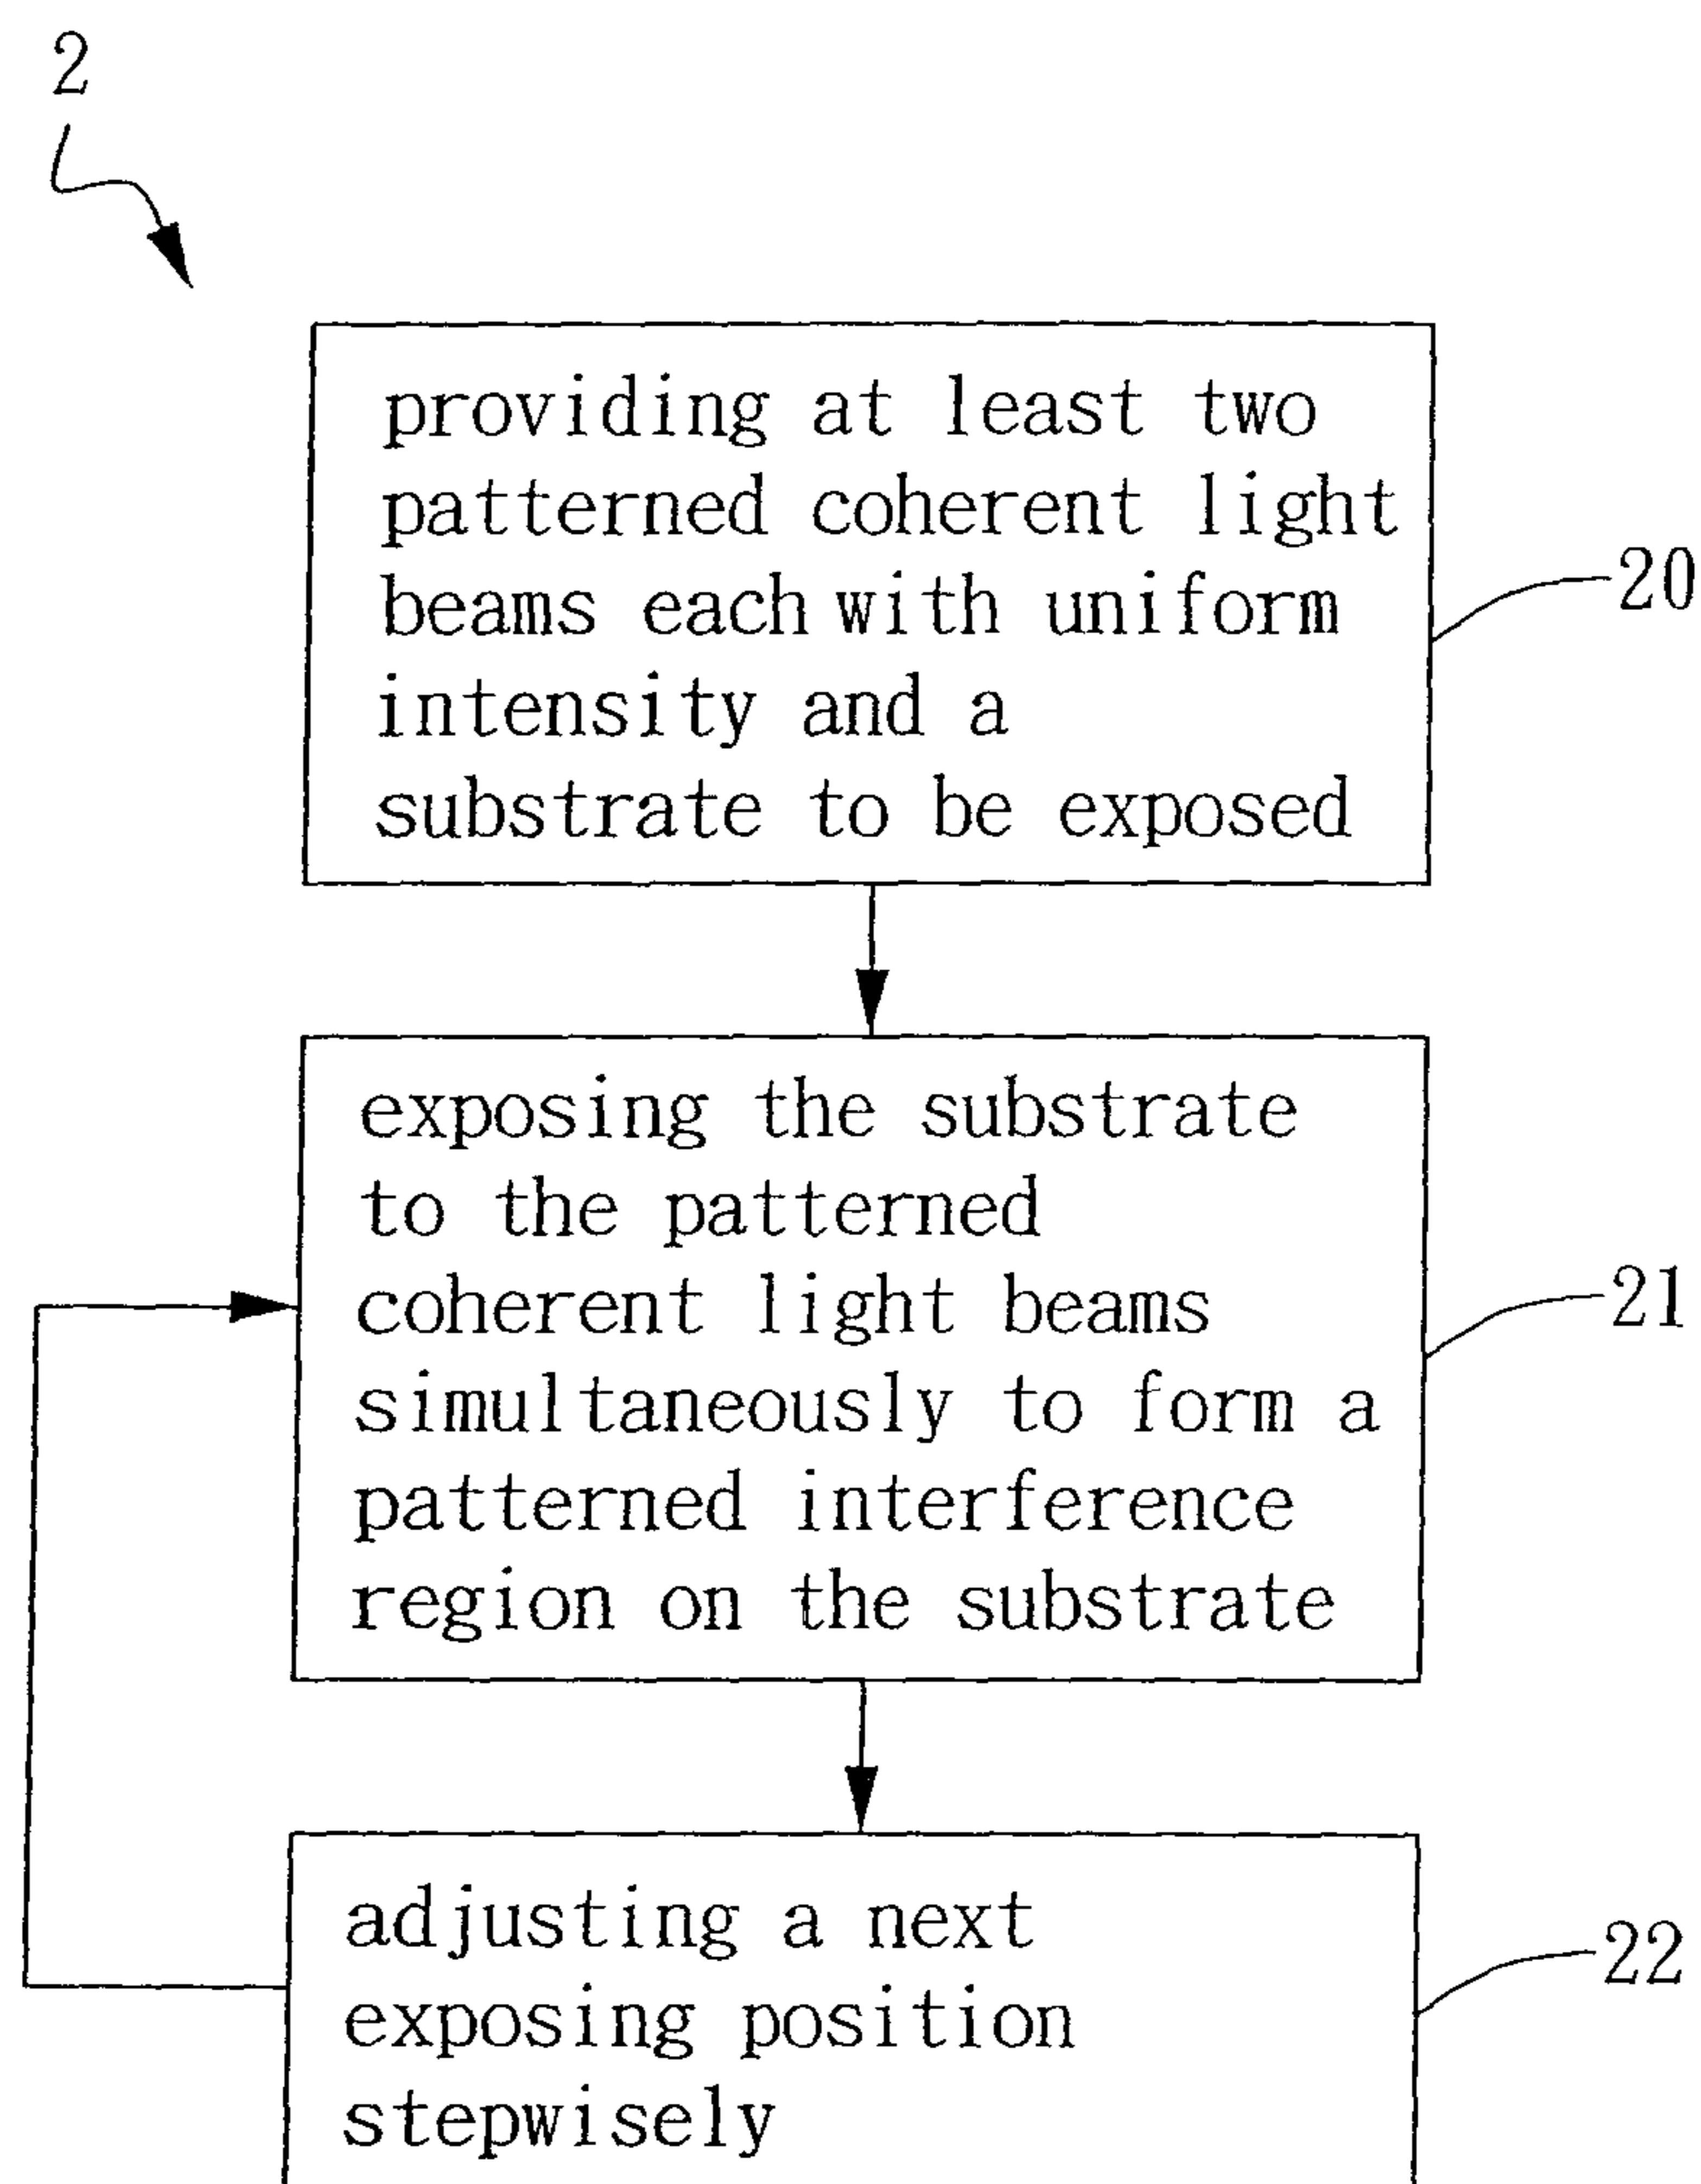 2
providing at least two
patterned coherent light
beams each with uniform
intensity and a
substrate to be exposed
20
exposing the substrate
to the patterned
coherent light beams
simultaneously to form a
patterned interference
region on the substrate
21
adjusting a next
exposing position
stepwisely
22